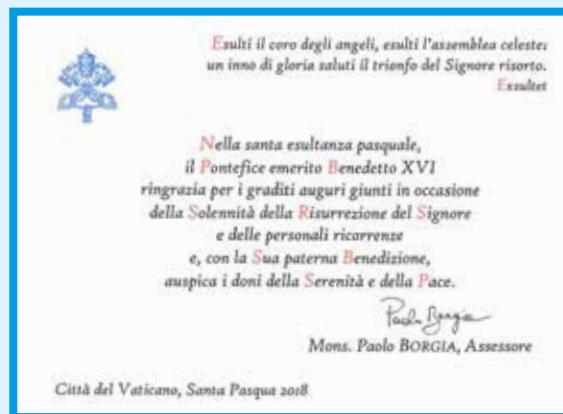 Esulti il coro degli angeli, esulti l'assemblea celeste:
un inno di gloria saluti il trionfo del Signore risorto.
Exsultet
Nella santa esultanza pasquale,
il Pontefice emerito Benedetto XVI
ringrazia per i graditi auguri giunti in occasione
della Solennità della Risurrezione del Signore
e delle personali ricorrenze
e, con la Sua paterna Benedizione,
auspica i doni della Serenità e della Pace.
Paolo Borgia
Mons. Paolo BORGIA, Assessore
Città del Vaticano, Santa Pasqua 2018